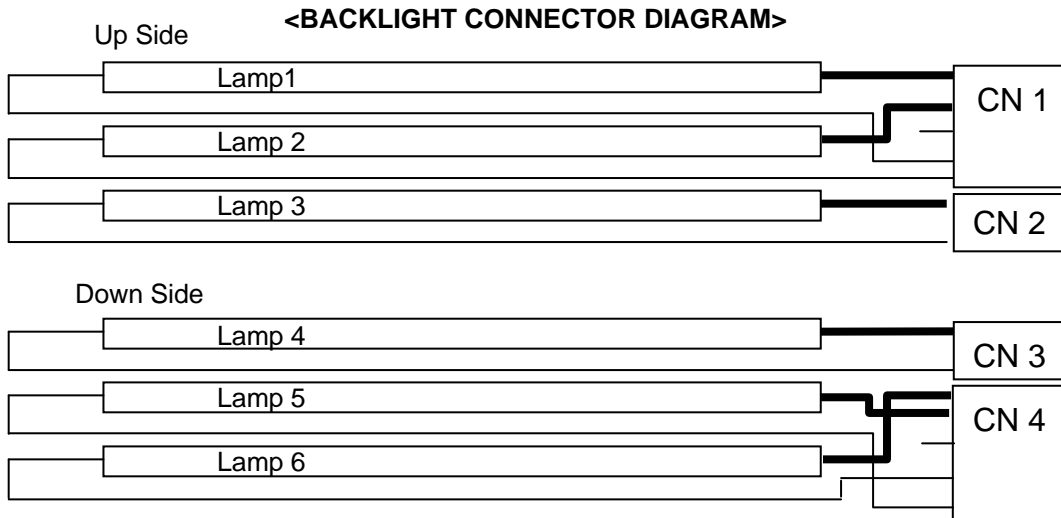 <BACKLIGHT CONNECTOR DIAGRAM>
Up Side
Lamp1
CN 1
Lamp 2
Lamp 3
CN 2
Down Side
Lamp 4
CN 3
Lamp 5
CN 4
Lamp 6